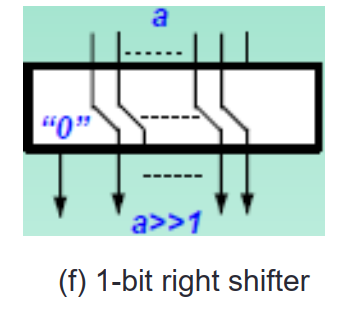 a
“0”
a>>1
(f) 1-bit right shifter